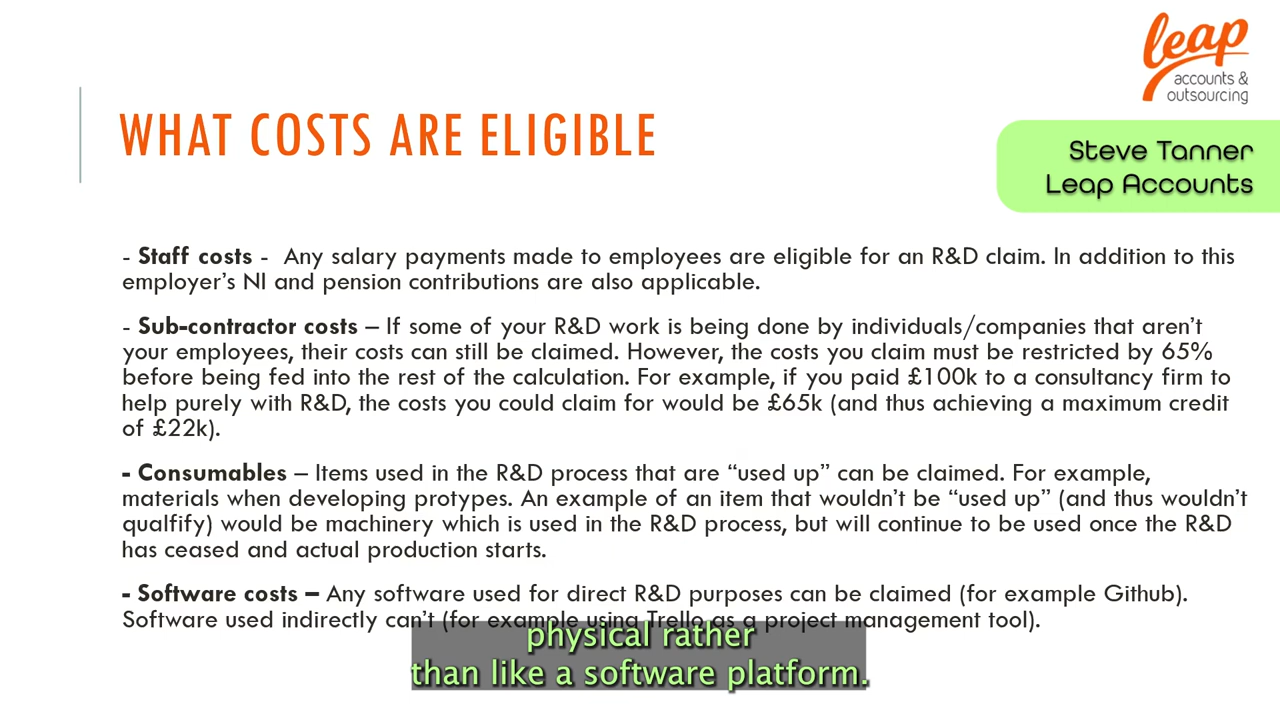 leap
accounts &
outsourcing
WHAT COSTS ARE ELIGIBLE
Steve Tanner
Leap Accounts
- Staff costs - Any salary payments made to employees are eligible for an R&D claim. In addition to this
employer's NI and pension contributions are also applicable.
- Sub-contractor costs – If some of your R&D work is being done by individuals/companies that aren't
your employees, their costs can still be claimed. However, the costs you claim must be restricted by 65%
before being fed into the rest of the calculation. For example, if you paid £100k to a consultancy firm to
help purely with R&D, the costs you could claim for would be £65k (and thus achieving a maximum credit
of £22k).
- Consumables – Items used in the R&D process that are “used up” can be claimed. For example,
materials when developing protypes. An example of an item that wouldn't be “used up” (and thus wouldn't
qualfify) would be machinery which is used in the R&D process, but will continue to be used once the R&D
has ceased and actual production starts.
- Software costs – Any software used for direct R&D purposes can be claimed (for example Github).
Software used indirectly can't (for example using Trello as a project management tool).
physical rather
than like a software platform.